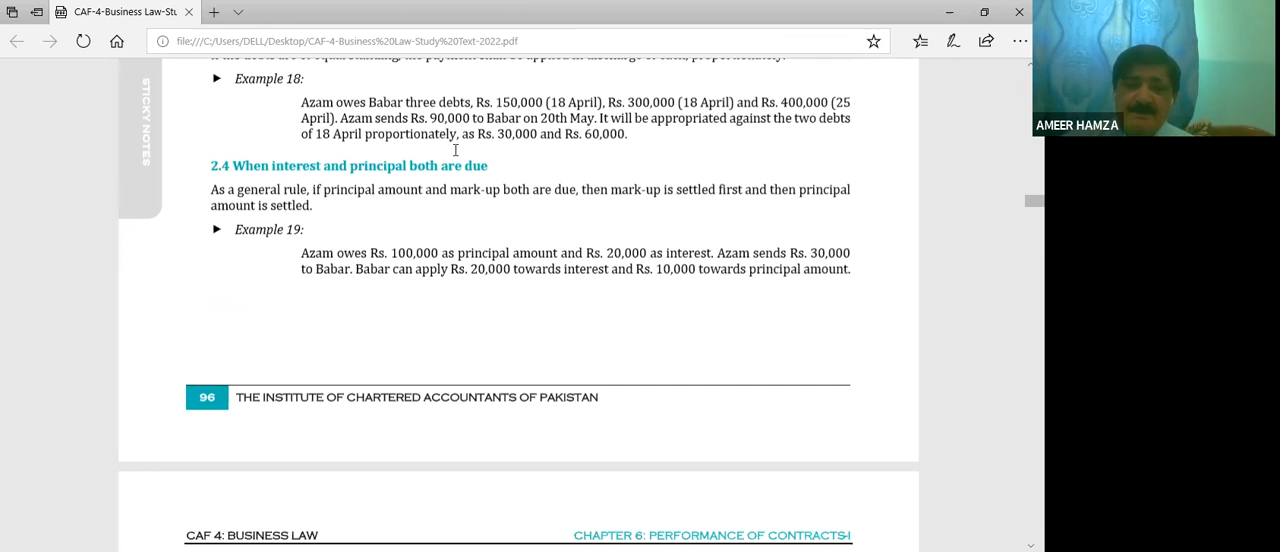 CAF-4-Business Law-Stu
file:///C:/Users/DELL/Desktop/CAF-4-Business%20Law-Study%20Text-2022.pdf
AMEER HAMZA
STICKY NOTES
Example 18:
Azam owes Babar three debts, Rs. 150,000 (18 April), Rs. 300,000 (18 April) and Rs. 400,000 (25
April). Azam sends Rs. 90,000 to Babar on 20th May. It will be appropriated against the two debts
of 18 April proportionately, as Rs. 30,000 and Rs. 60,000.
2.4 When interest and principal both are due
As a general rule, if principal amount and mark-up both are due, then mark-up is settled first and then principal
amount is settled.
Example 19:
Azam owes Rs. 100,000 as principal amount and Rs. 20,000 as interest. Azam sends Rs. 30,000
to Babar. Babar can apply Rs. 20,000 towards interest and Rs. 10,000 towards principal amount.
96 THE INSTITUTE OF CHARTERED ACCOUNTANTS OF PAKISTAN
CAF 4: BUSINESS LAW CHAPTER 6: PERFORMANCE OF CONTRACTS-I